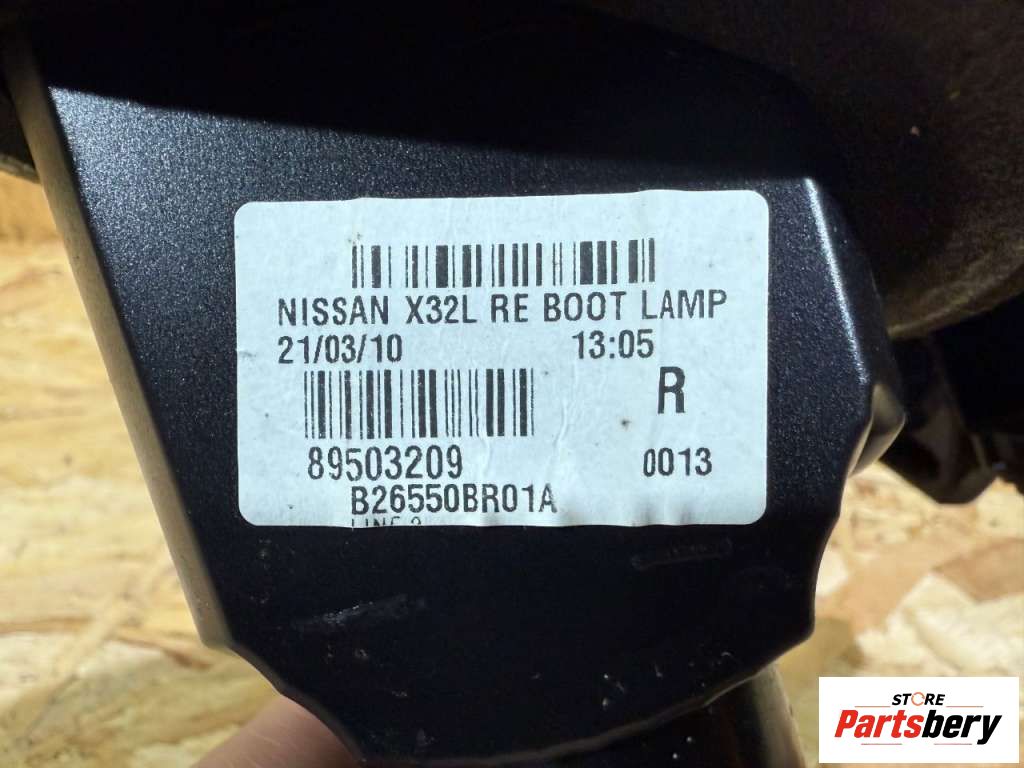 NISSAN X32L RE BOOT LAMP
21/03/10 13:05
R
89503209 0013
B26550BR01A
STORE
Partsbery